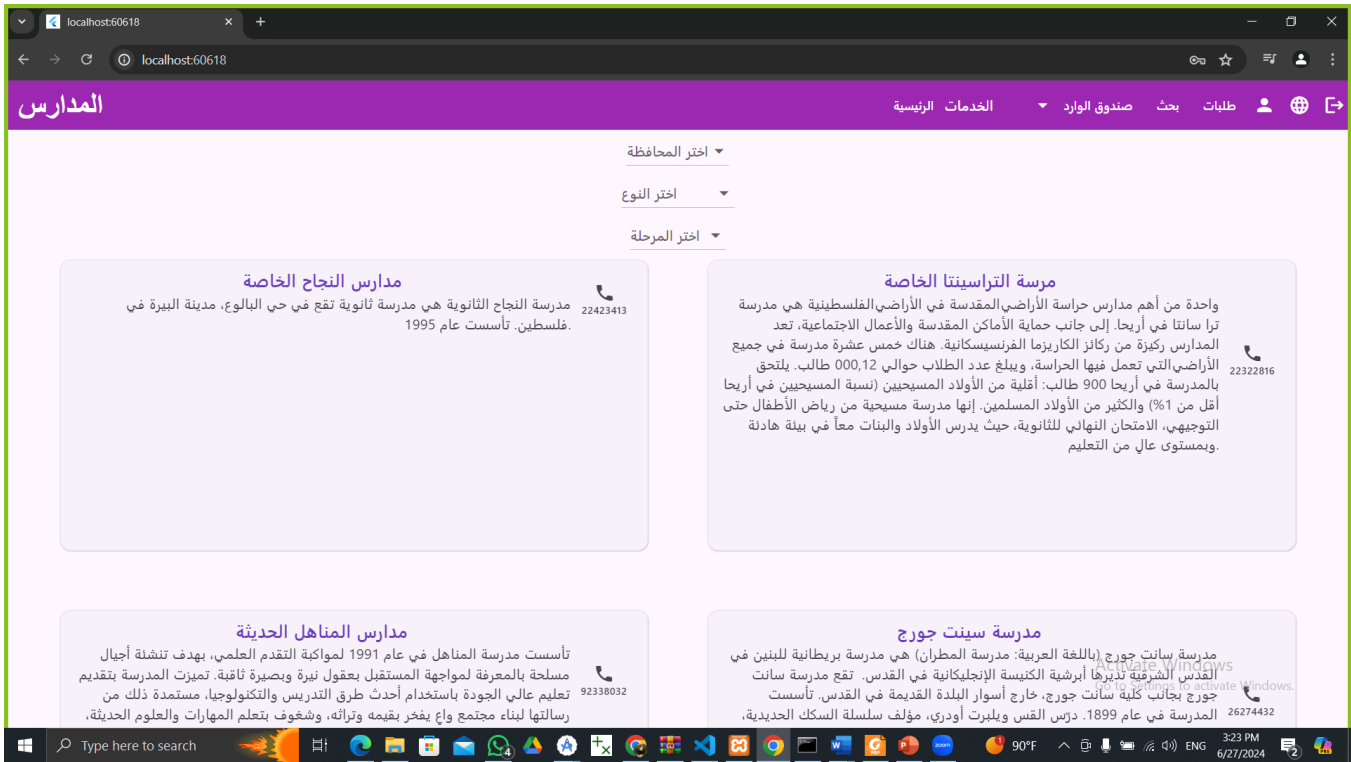 localhost:60618
localhost:60618
المدارس
الرئيسية الخدمات صندوق الوارد بحث طلبات
اختر المحافظة
اختر النوع
اختر المرحلة
مرسة التراسينتا الخاصة
واحدة من أهم مدارس حراسة الأراضي المقدسة في الأراضي الفلسطينية هي مدرسة
ترا سانتا في أريحا. إلى جانب حماية الأماكن المقدسة والأعمال الاجتماعية، تعد
المدارس ركيزة من ركائز الكاريزما الفرنسيسكانية. هناك خمس عشرة مدرسة في جميع
الأراضي التي تعمل فيها الحراسة، ويبلغ عدد الطلاب حوالي 000,12 طالب. يلتحق
بالمدرسة في أريحا 900 طالب: أقلية من الأولاد المسيحيين (نسبة المسيحيين في أريحا
أقل من 1%) والكثير من الأولاد المسلمين. إنها مدرسة مسيحية من رياض الأطفال حتى
التوجيهي، الامتحان النهائي للثانوية، حيث يدرس الأولاد والبنات معاً في بيئة هادئة
.وبمستوى عالٍ من التعليم
22322816
مدارس النجاح الخاصة
مدرسة النجاح الثانوية هي مدرسة ثانوية تقع في حي البالوع، مدينة البيرة في
.فلسطين. تأسست عام 1995
22423413
مدرسة سينت جورج
مدرسة سانت جورج (باللغة العربية: مدرسة المطران) هي مدرسة بريطانية للبنين في
القدس الشرقية تديرها أبرشية الكنيسة الإنجليكانية في القدس. تقع مدرسة سانت
جورج بجانب كلية سانت جورج، خارج أسوار البلدة القديمة في القدس. تأسست
المدرسة في عام 1899. درّس القس ويلبرت أودري، مؤلف سلسلة السكك الحديدية،
26274432
مدارس المناهل الحديثة
تأسست مدرسة المناهل في عام 1991 لمواكبة التقدم العلمي، بهدف تنشئة أجيال
مسلحة بالمعرفة لمواجهة المستقبل بعقول نيرة وبصيرة ثاقبة. تميزت المدرسة بتقديم
تعليم عالي الجودة باستخدام أحدث طرق التدريس والتكنولوجيا، مستمدة ذلك من
رسالتها لبناء مجتمع واعٍ يفخر بقيمه وتراثه، وشغوف بتعلم المهارات والعلوم الحديثة،
92338032
Activate Windows
Go to Settings to activate Windows.
Type here to search
4
zoom
1
90°F
ENG
3:23 PM
6/27/2024
2
PRE